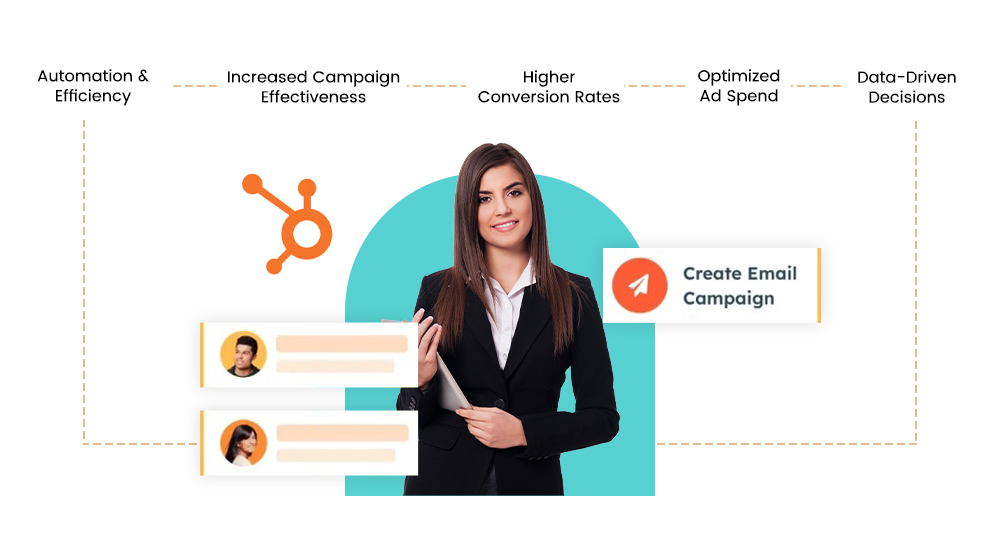 Automation &
Efficiency
Increased Campaign
Effectiveness
Higher
Conversion Rates
Optimized
Ad Spend
Data-Driven
Decisions
Create Email
Campaign